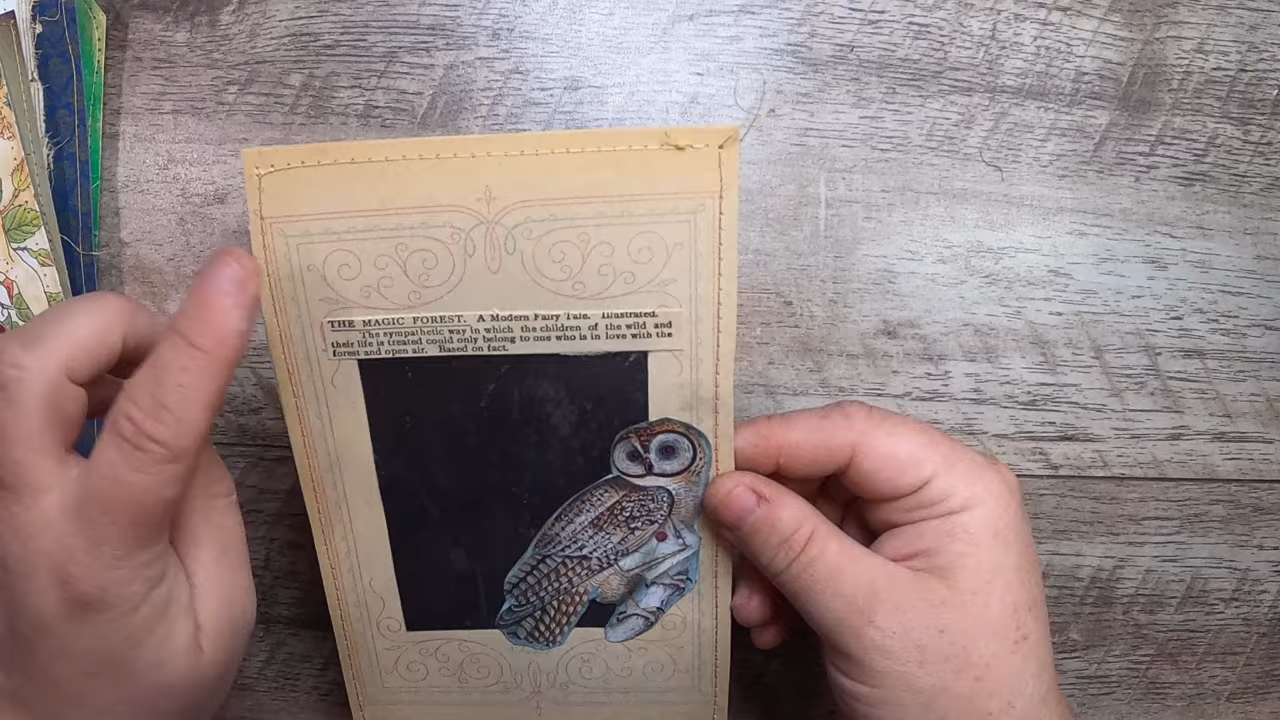 THE MAGIC FOREST. A Modern Fairy Tale. Illustrated.
The sympathetic way in which the children of the wild and
their life is treated could only belong to one who is in love with the
forest and open air. Based on fact.